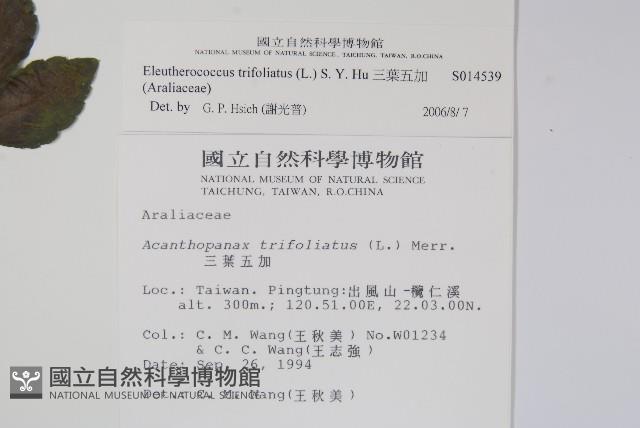 國立自然科學博物館
NATIONAL MUSEUM OF NATURAL SCIENCE, TAICHUNG, TAIWAN, R.O.CHINA
Eleutherococcus trifoliatus (L.) S. Y. Hu 三葉五加 S014539
(Araliaceae)
Det. by G. P. Hsich (謝光普) 2006/8/7
國立自然科學博物館
NATIONAL MUSEUM OF NATURAL SCIENCE
TAICHUNG, TAIWAN, R.O.CHINA
Araliaceae
Acanthopanax trifoliatus (L.) Merr.
三葉五加
Loc.: Taiwan. Pingtung:出風山-欖仁溪
alt. 300m.; 120.51.00E, 22.03.00N.
Col.: C. M. Wang(王秋美) No.W01234
& C. C. Wang(王志強)
Date: Sep. 26, 1994
國立自然科學博物館
NATIONAL MUSEUM OF NATURAL SCIENCE
Det.: C. M. Wang(王秋美)